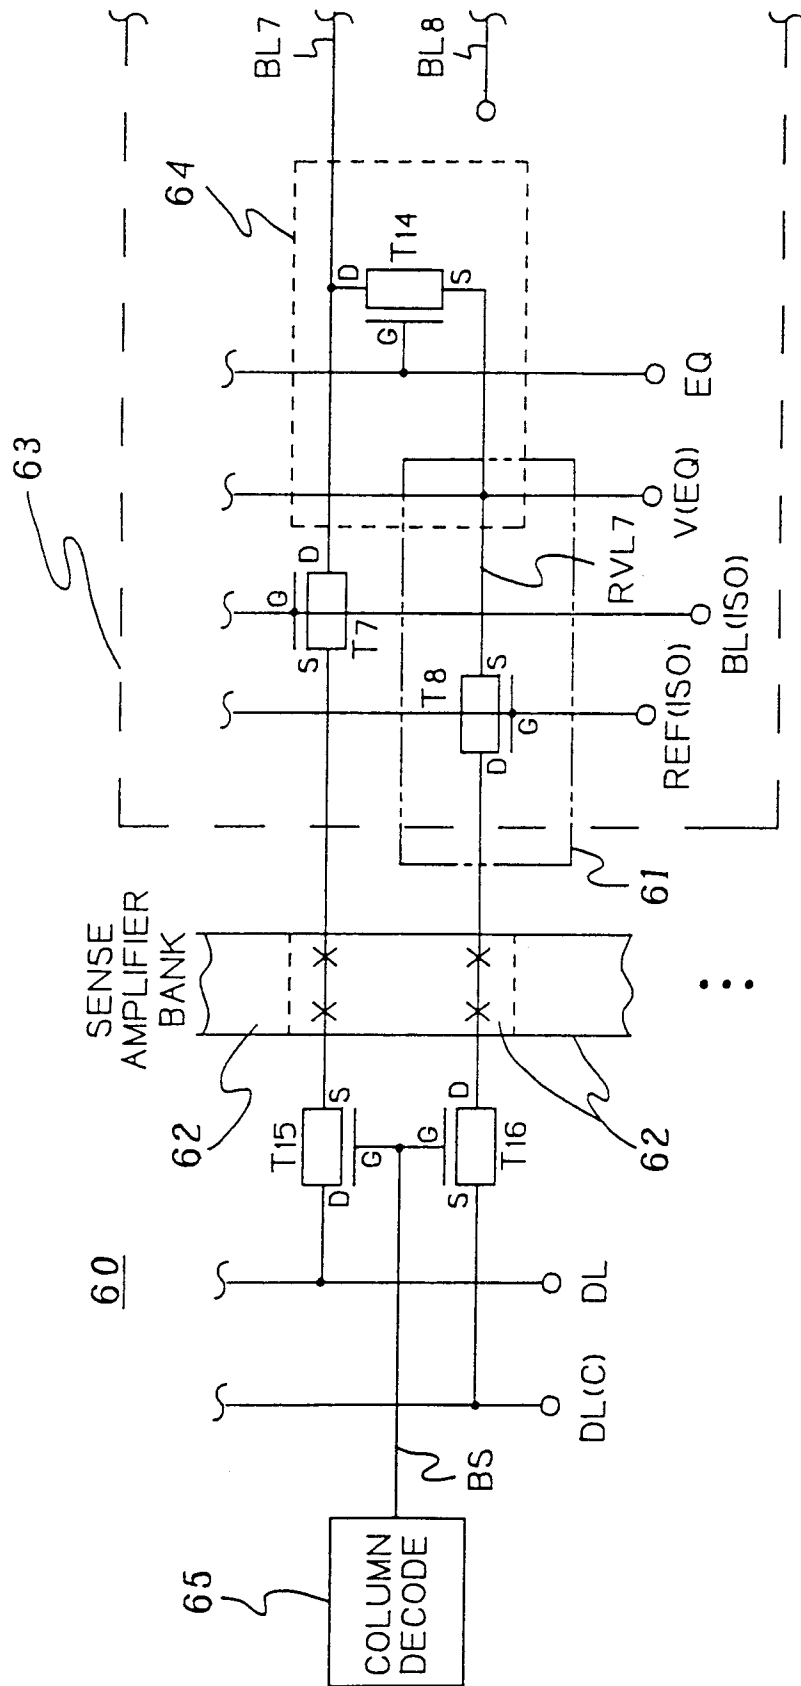 63
64
BL7
BL8
D
T14
G
S
EQ
V(EQ)
RVL7
G
D
S
T7
BL(ISO)
T8
S
D
G
REF(ISO)
61
SENSE
AMPLIFIER
BANK
62
62
T15
S
D
G
G
D
S
T16
60
DL
DL(C)
BS
65
COLUMN
DECODE